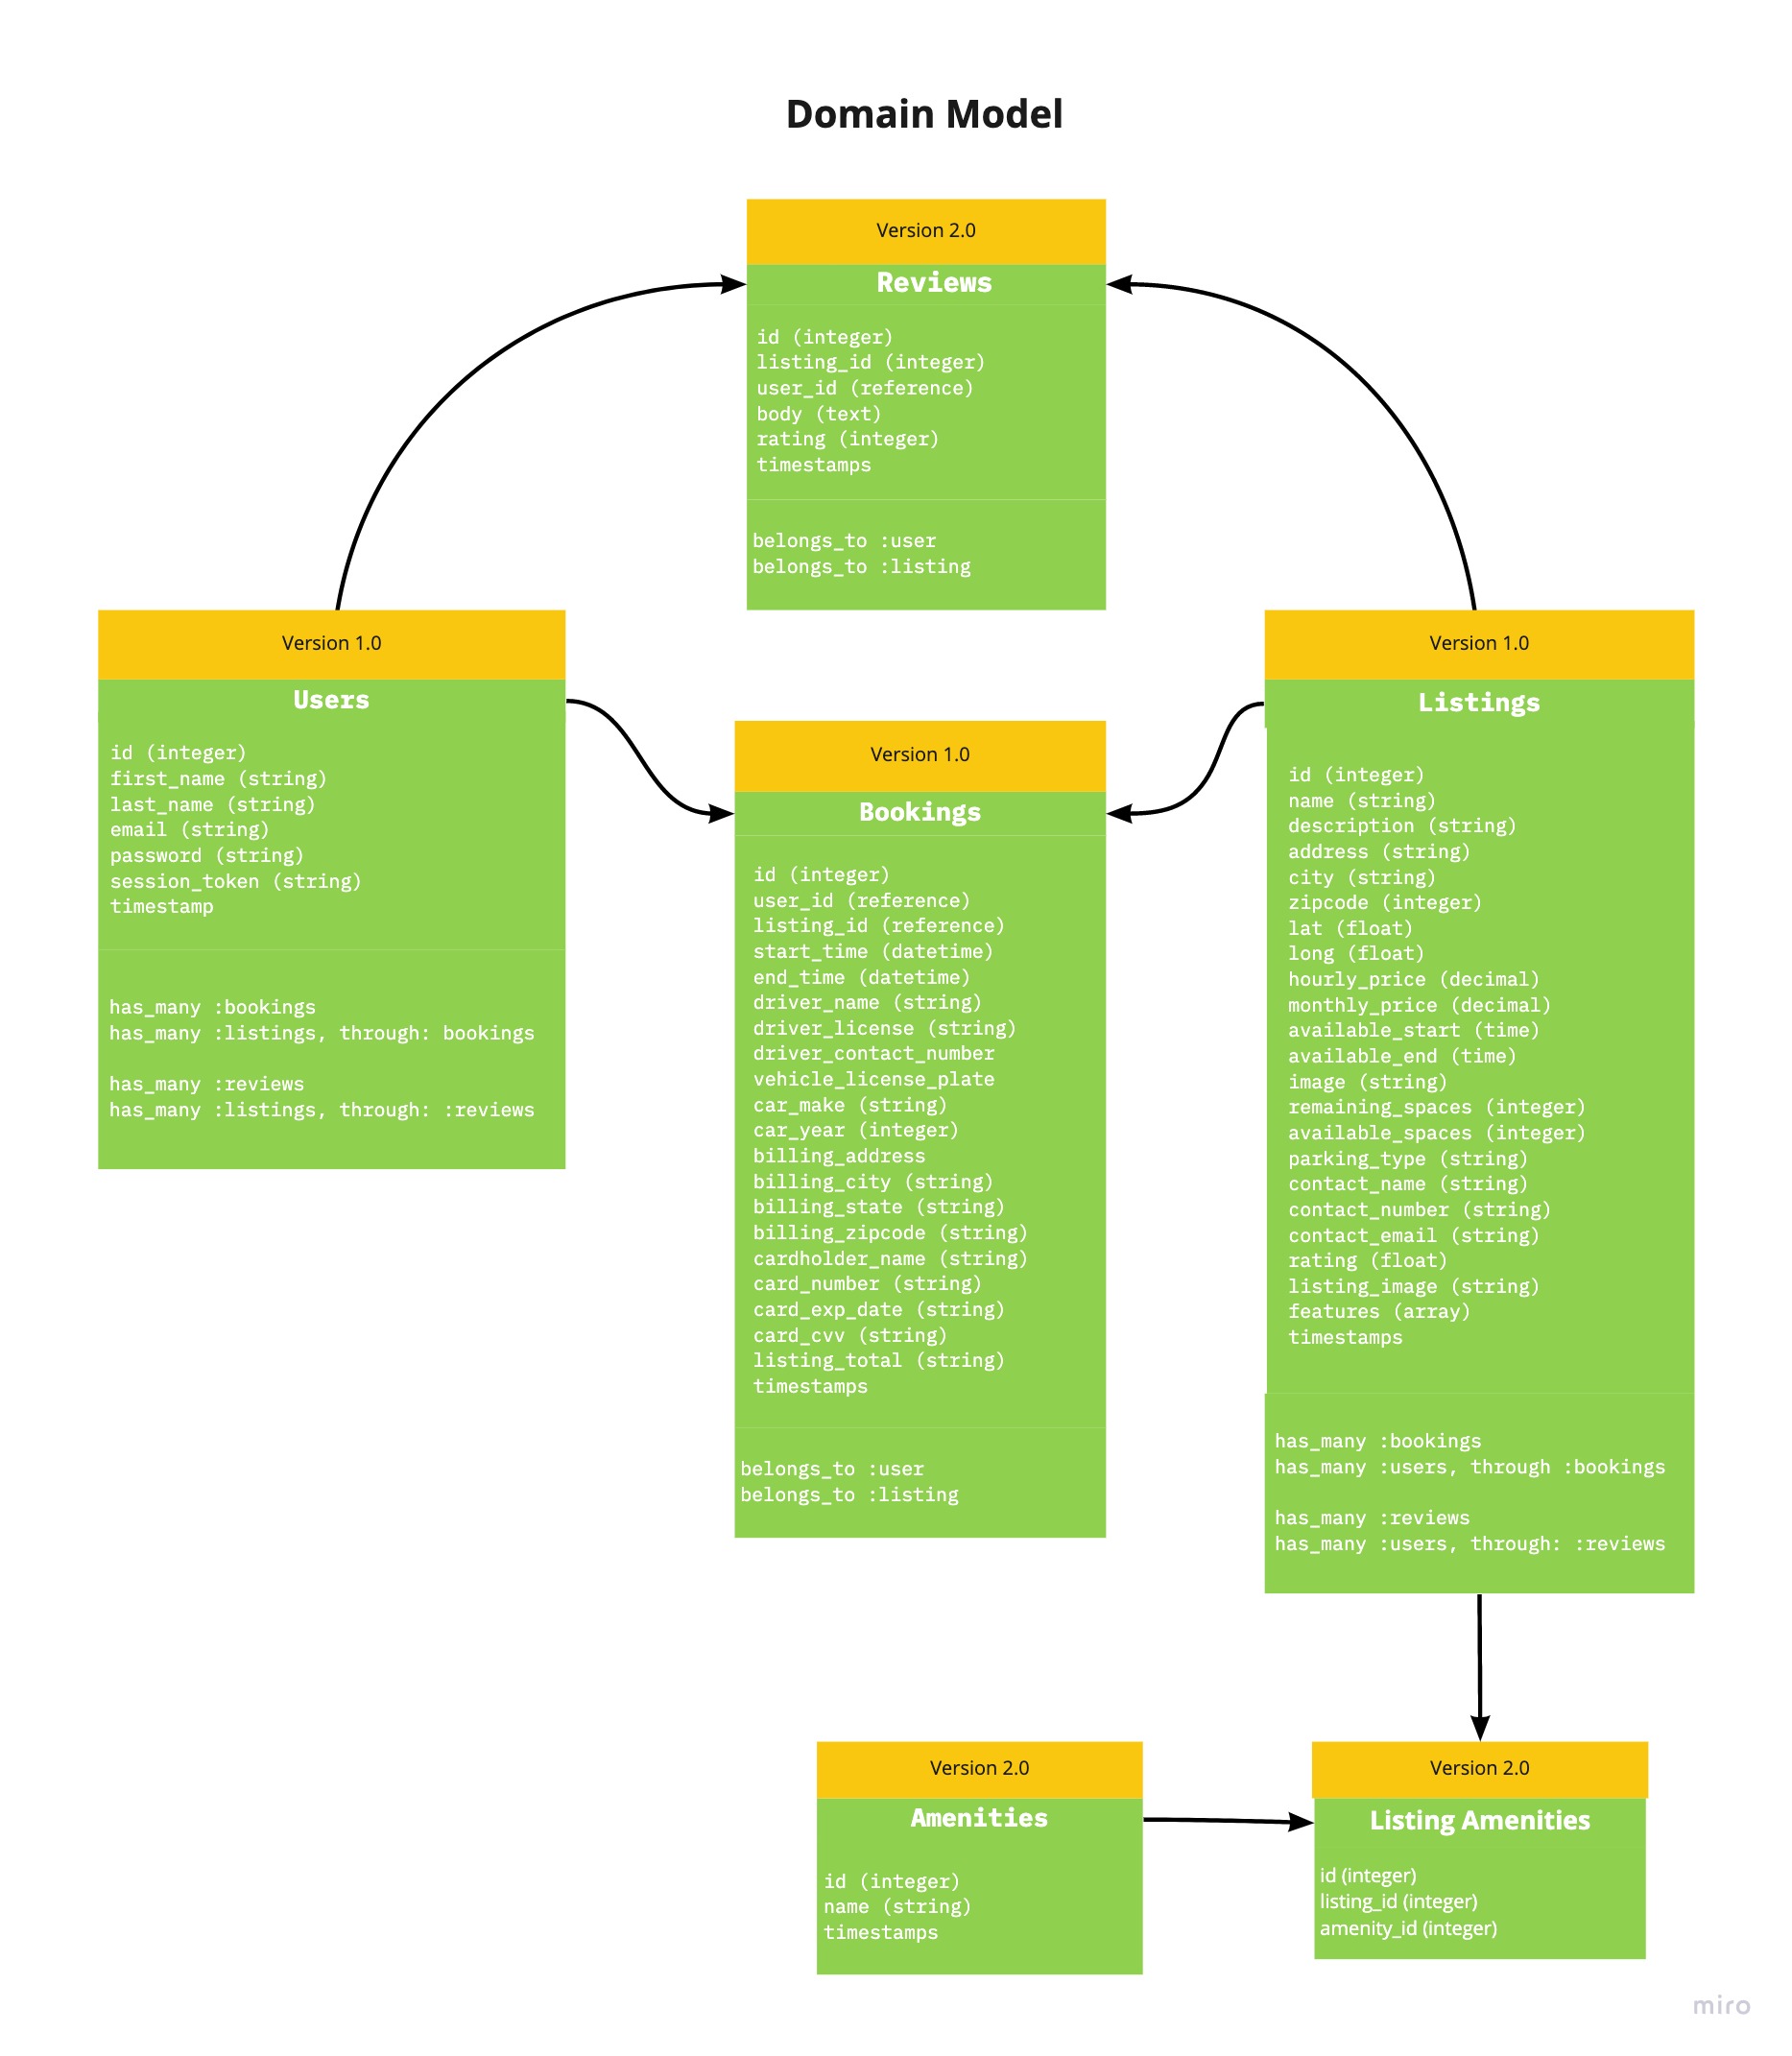 Domain Model
Version 2.0
Reviews
id (integer)
listing_id (integer)
user_id (reference)
body (text)
rating (integer)
timestamps
belongs_to :user
belongs_to :listing
Version 1.0
Users
id (integer)
first_name (string)
last_name (string)
email (string)
password (string)
session_token (string)
timestamp
has_many :bookings
has_many :listings, through: bookings
has_many :reviews
has_many :listings, through: :reviews
Version 1.0
Bookings
id (integer)
user_id (reference)
listing_id (reference)
start_time (datetime)
end_time (datetime)
driver_name (string)
driver_license (string)
driver_contact_number
vehicle_license_plate
car_make (string)
car_year (integer)
billing_address
billing_city (string)
billing_state (string)
billing_zipcode (string)
cardholder_name (string)
card_number (string)
card_exp_date (string)
card_cvv (string)
listing_total (string)
timestamps
belongs_to :user
belongs_to :listing
Version 1.0
Listings
id (integer)
name (string)
description (string)
address (string)
city (string)
zipcode (integer)
lat (float)
long (float)
hourly_price (decimal)
monthly_price (decimal)
available_start (time)
available_end (time)
image (string)
remaining_spaces (integer)
available_spaces (integer)
parking_type (string)
contact_name (string)
contact_number (string)
contact_email (string)
rating (float)
listing_image (string)
features (array)
timestamps
has_many :bookings
has_many :users, through :bookings
has_many :reviews
has_many :users, through: :reviews
Version 2.0
Amenities
id (integer)
name (string)
timestamps
Version 2.0
Listing Amenities
id (integer)
listing_id (integer)
amenity_id (integer)
miro